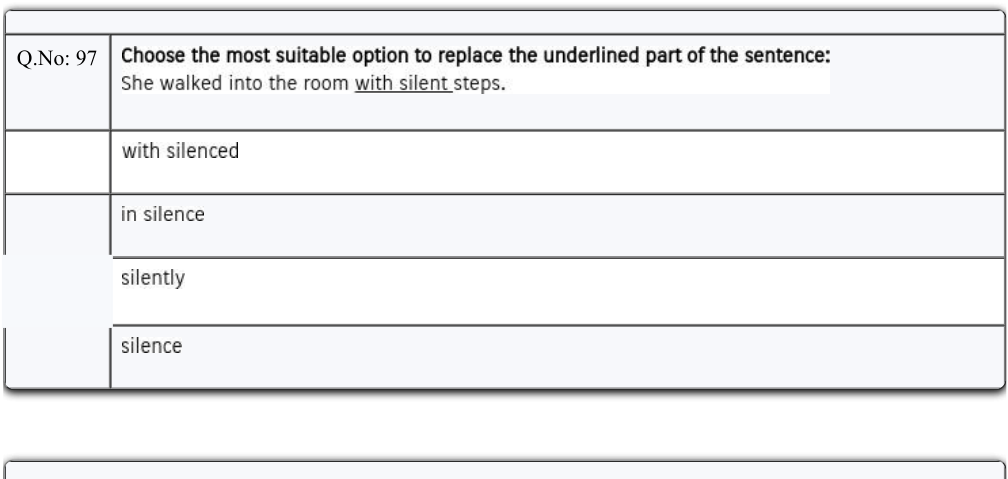 Q.No: 97
Choose the most suitable option to replace the underlined part of the sentence:
She walked into the room with silent steps.
with silenced
in silence
silently
silence